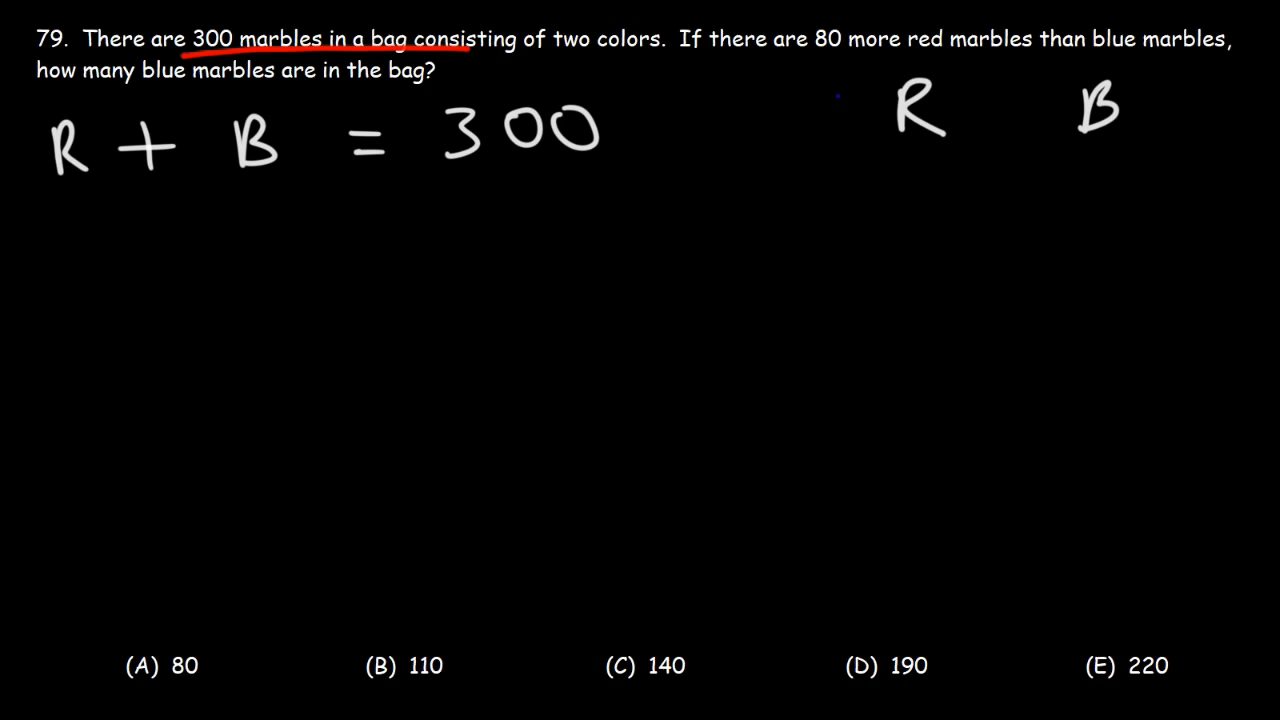 79. There are 300 marbles in a bag consisting of two colors. If there are 80 more red marbles than blue marbles,
how many blue marbles are in the bag?
R B
R + B = 300
(A) 80 (B) 110 (C) 140 (D) 190 (E) 220